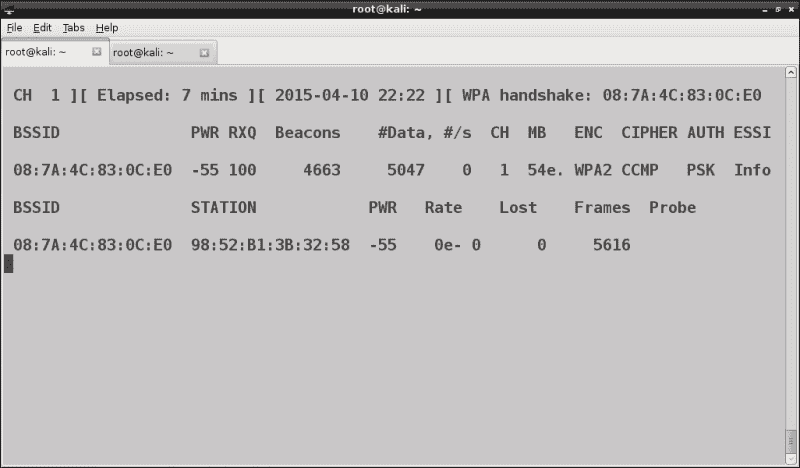 root@kali: ~
File Edit Tabs Help
root@kali: ~ root@kali: ~
CH 1 ][ Elapsed: 7 mins ][ 2015-04-10 22:22 ][ WPA handshake: 08:7A:4C:83:0C:E0
BSSID PWR RXQ Beacons #Data, #/s CH MB ENC CIPHER AUTH ESSI
08:7A:4C:83:0C:E0 -55 100 4663 5047 0 1 54e. WPA2 CCMP PSK Info
BSSID STATION PWR Rate Lost Frames Probe
08:7A:4C:83:0C:E0 98:52:B1:3B:32:58 -55 0e- 0 0 5616